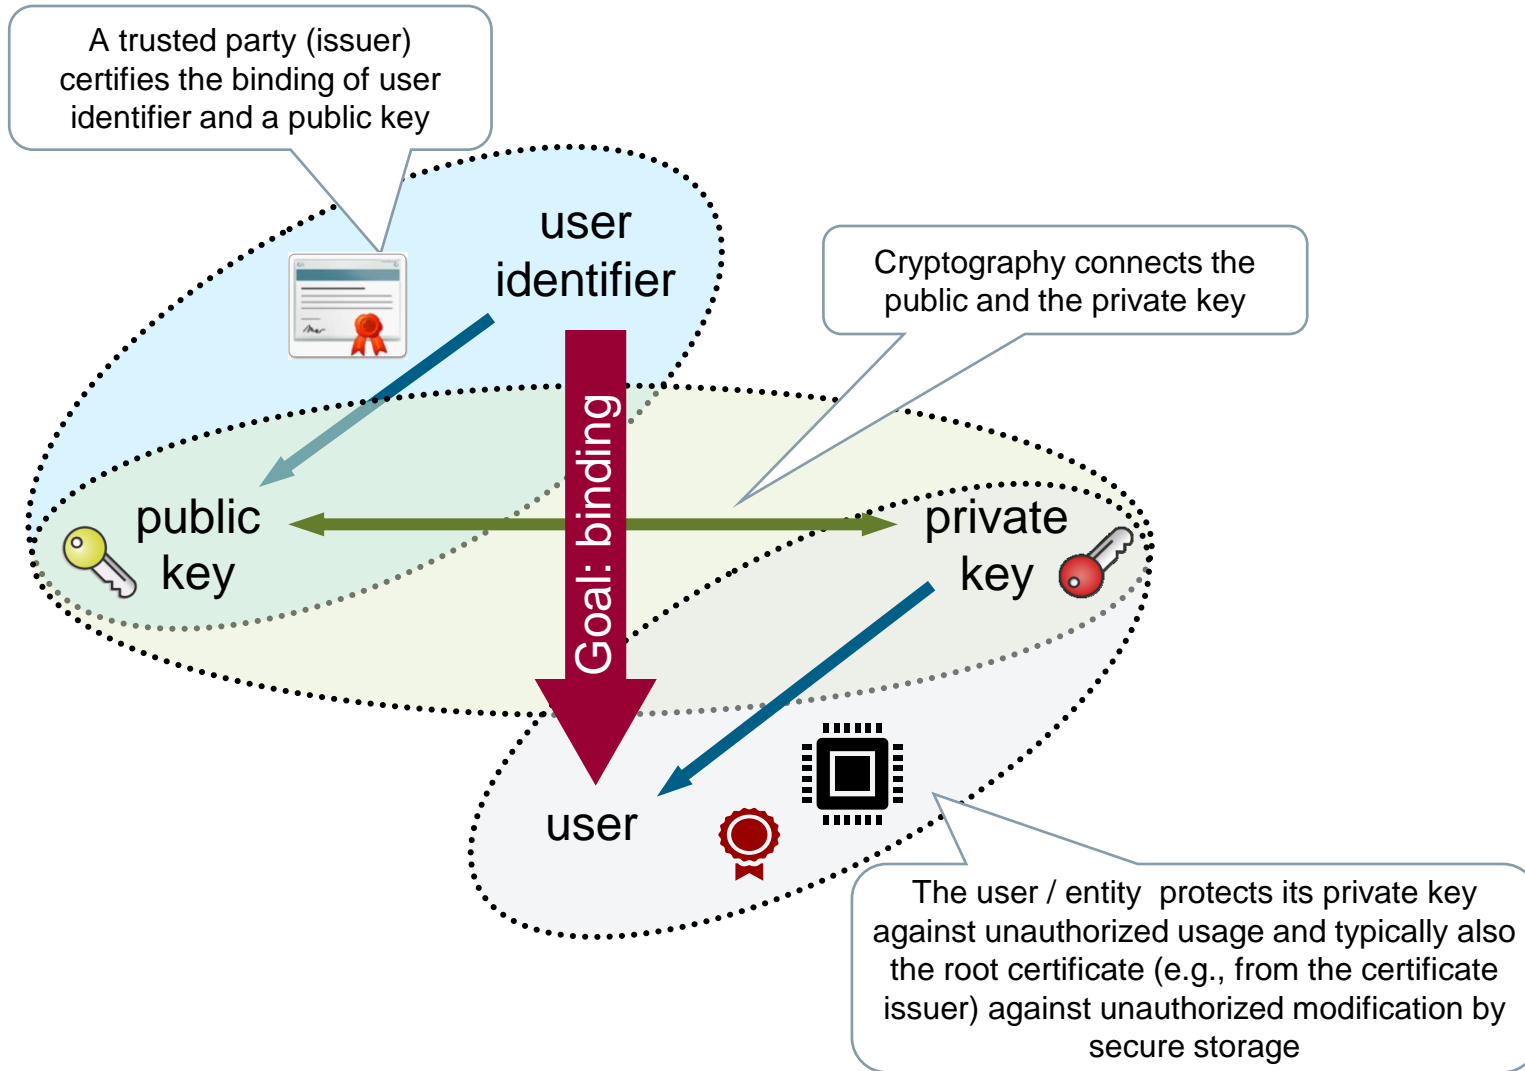 A trusted party (issuer)
certifies the binding of user
identifier and a public key
user
identifier
Cryptography connects the
public and the private key
Goal: binding
public
key
private
key
user
The user / entity  protects its private key
against unauthorized usage and typically also
the root certificate (e.g., from the certificate
issuer) against unauthorized modification by
secure storage